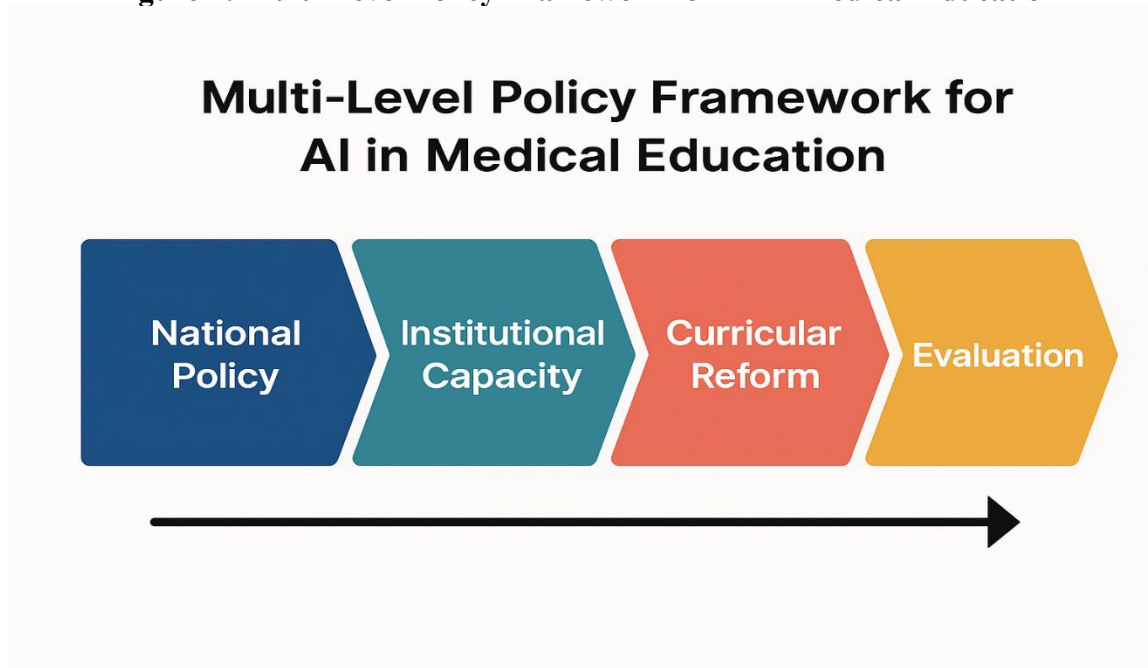 Multi-Level Policy Framework for
AI in Medical Education
National
Policy
Institutional
Capacity
Curricular
Reform
Evaluation